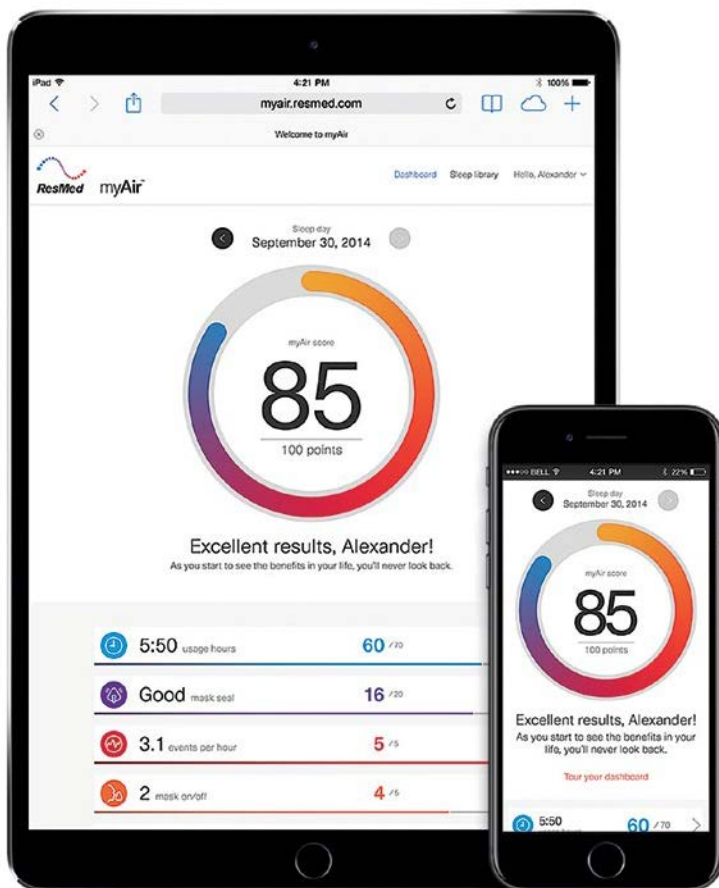 iPad
4:21 PM
100%
myair.resmed.com
Welcome to myAir
ResMed
myAir™
Dashboard
Sleep library
Hello, Alexander
Sleep day
September 30, 2014
myAir score
85
100 points
Excellent results, Alexander!
As you start to see the benefits in your life, you'll never look back.
5:50 usage hours 60 /70
Good mask seal 16 /20
3.1 events per hour 5 /5
2 mask on/off 4 /5
BELL
4:21 PM
22%
Sleep day
September 30, 2014
myAir score
85
100 points
Excellent results, Alexander!
As you start to see the benefits in your
life, you'll never look back.
Tour your dashboard
5:50
60 /70